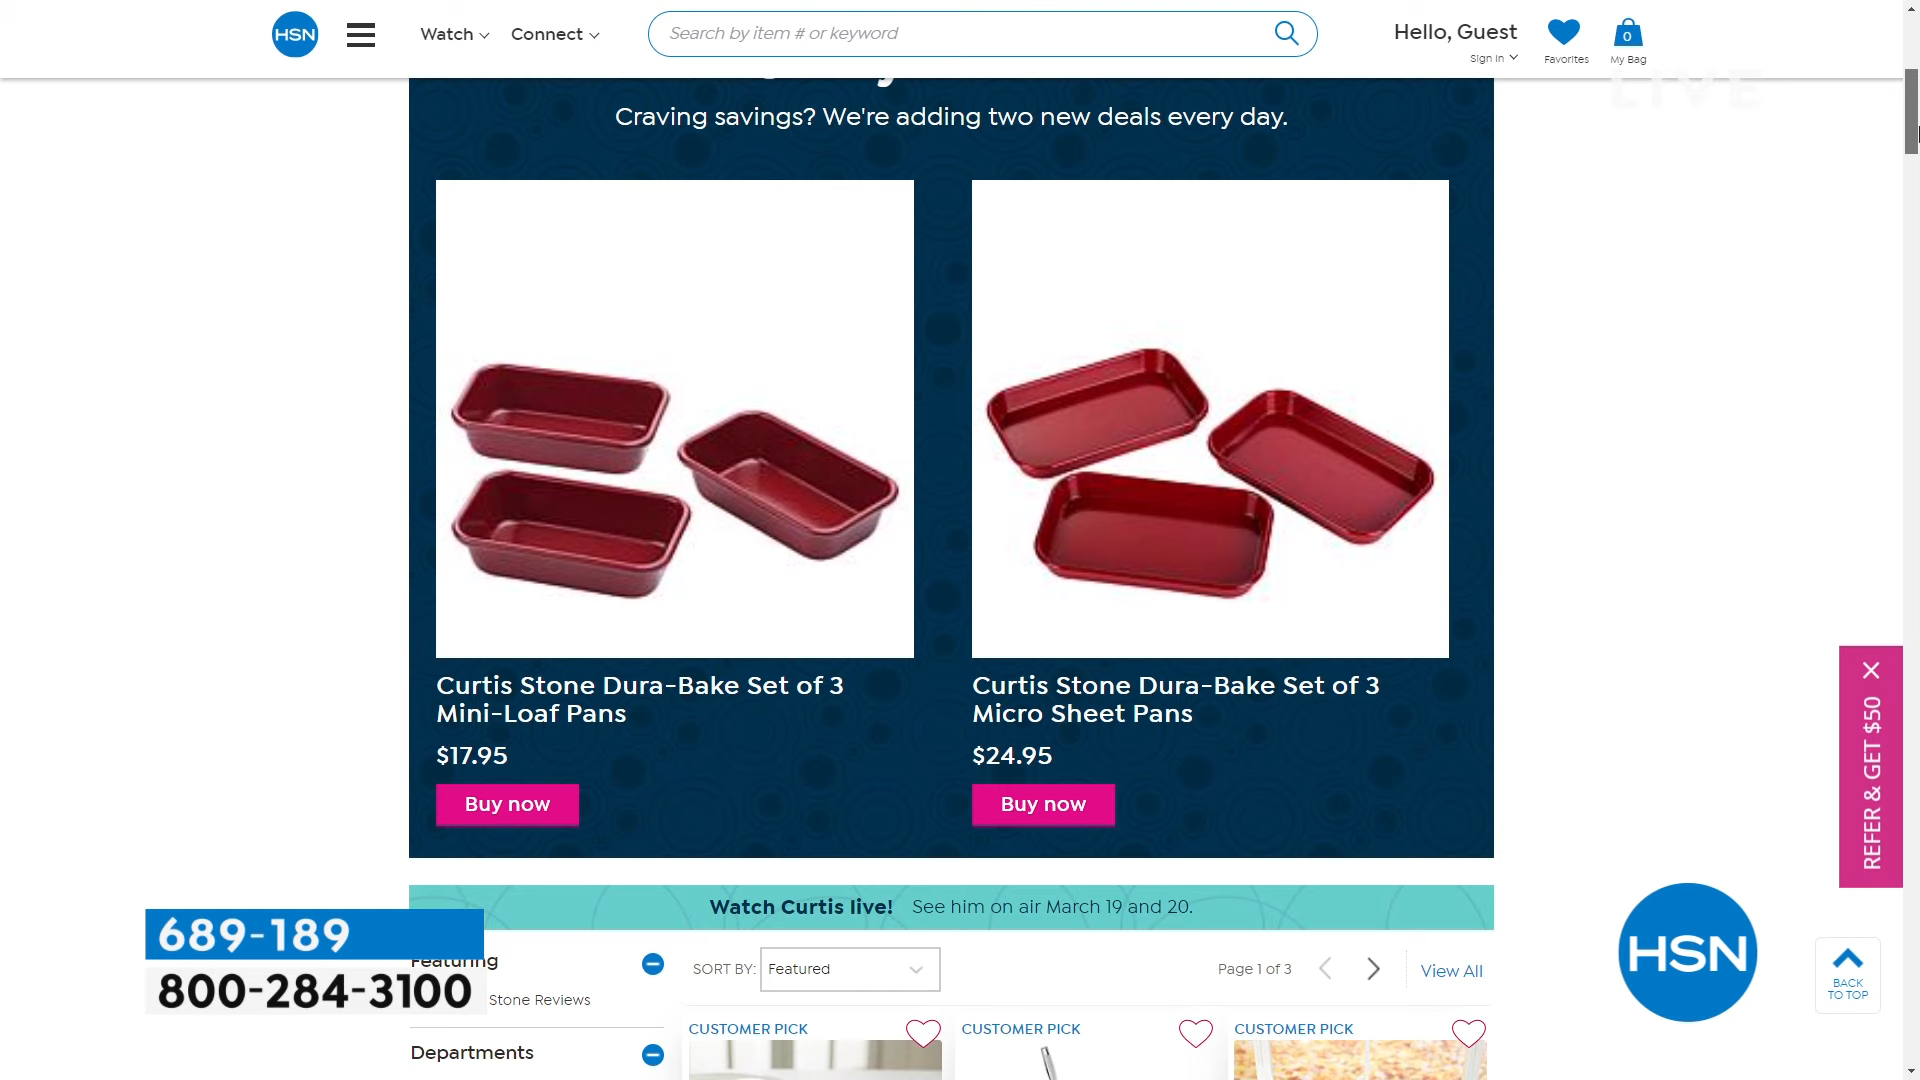 HSN
Watch
Connect
Search by item # or keyword
Hello, Guest
Sign In
Favorites
0
My Bag
LIVE
Craving savings? We're adding two new deals every day.
Curtis Stone Dura-Bake Set of 3
Mini-Loaf Pans
$17.95
Buy now
Curtis Stone Dura-Bake Set of 3
Micro Sheet Pans
$24.95
Buy now
REFER & GET $50
Watch Curtis live! See him on air March 19 and 20.
689-189
800-284-3100
Featuring
Stone Reviews
Departments
SORT BY: Featured
Page 1 of 3
View All
CUSTOMER PICK
CUSTOMER PICK
CUSTOMER PICK
HSN
BACK
TO TOP